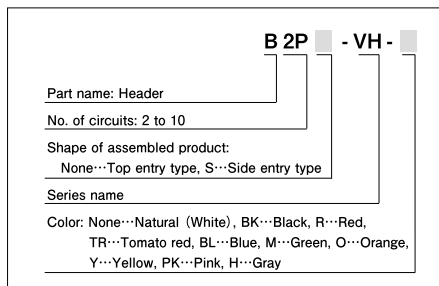 B 2P - VH -
Part name: Header
No. of circuits: 2 to 10
Shape of assembled product:
None···Top entry type, S···Side entry type
Series name
Color: None···Natural (White), BK···Black, R···Red,
TR···Tomato red, BL···Blue, M···Green, O···Orange,
Y···Yellow, PK···Pink, H···Gray